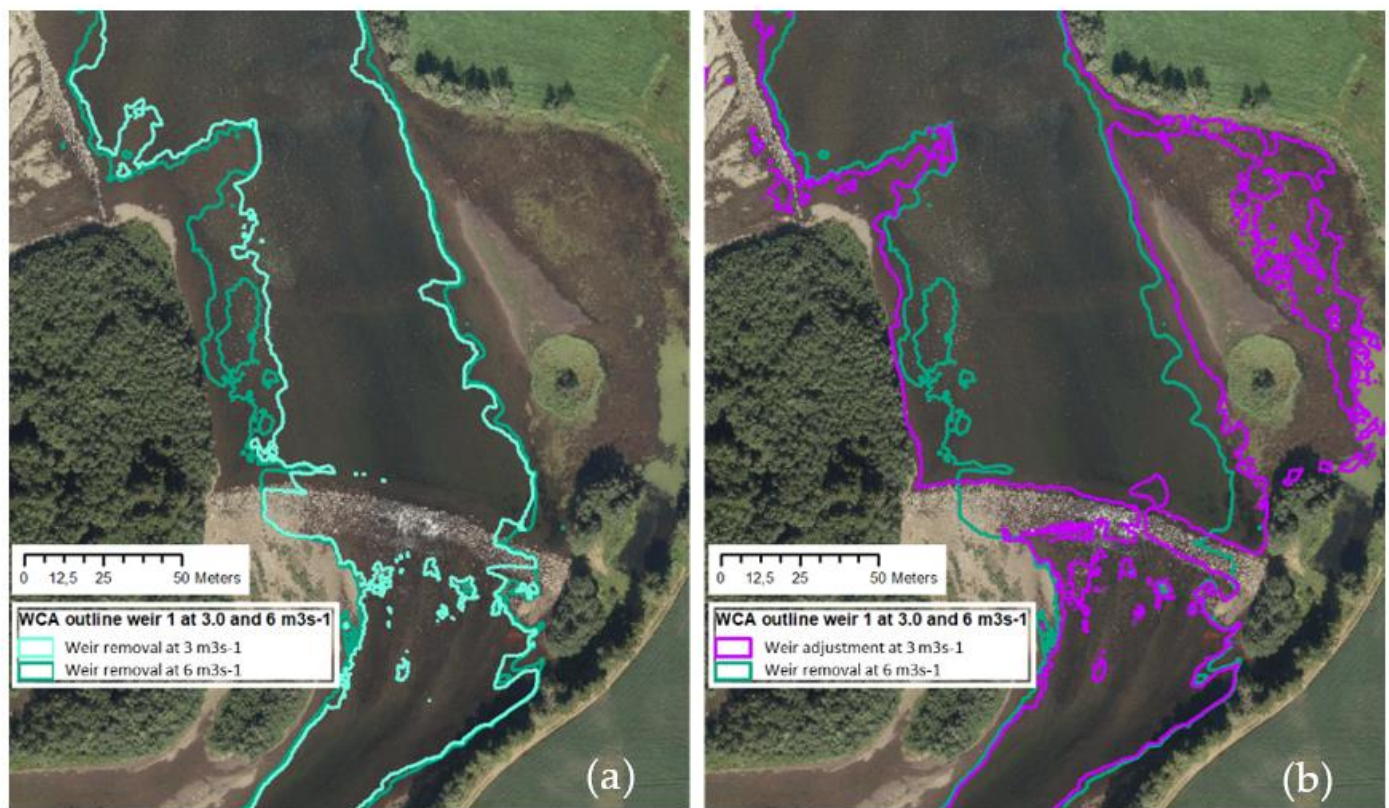 0 12,5 25 50 Meters
WCA outline weir 1 at 3.0 and 6 m3s-1
Weir removal at 3 m3s-1
Weir removal at 6 m3s-1
(a)
0 12,5 25 50 Meters
WCA outline weir 1 at 3.0 and 6 m3s-1
Weir adjustment at 3 m3s-1
Weir removal at 6 m3s-1
(b)